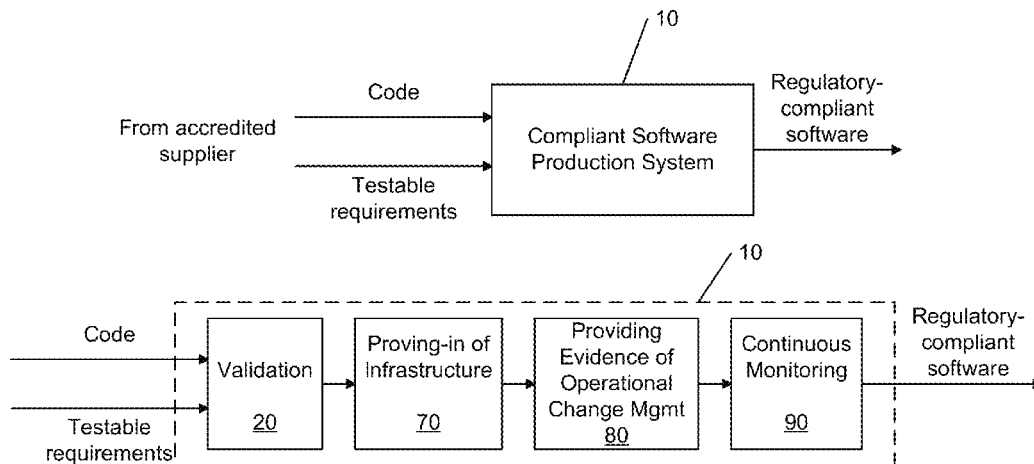 10
Code
From accredited
supplier
Testable
requirements
Compliant Software
Production System
Regulatory-
compliant
software
10
Code
Testable
requirements
Validation
20
Proving-in of
Infrastructure
70
Providing
Evidence of
Operational
Change Mgmt
80
Continuous
Monitoring
90
Regulatory-
compliant
software